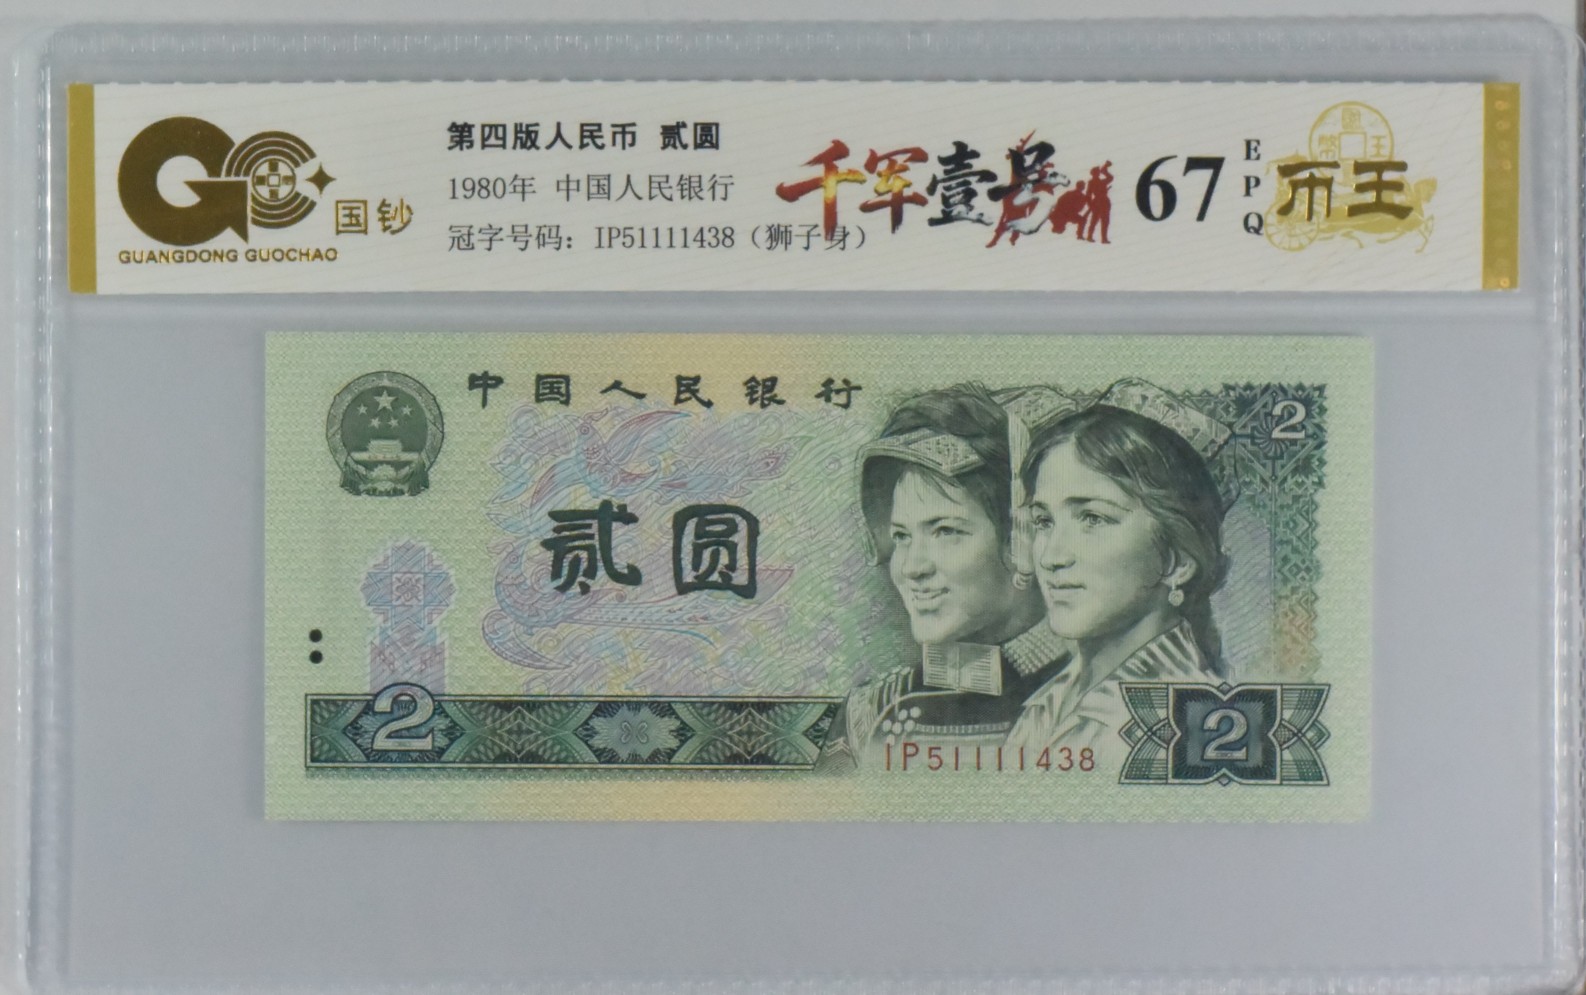 国钞
GUANGDONG GUOCHAO
第四版人民币 贰圆
1980年 中国人民银行
冠字号码：IP51111438（狮子身）
千军壹号
67
EPQ
币王
中国人民银行
2
贰圆
2
IP51111438
2